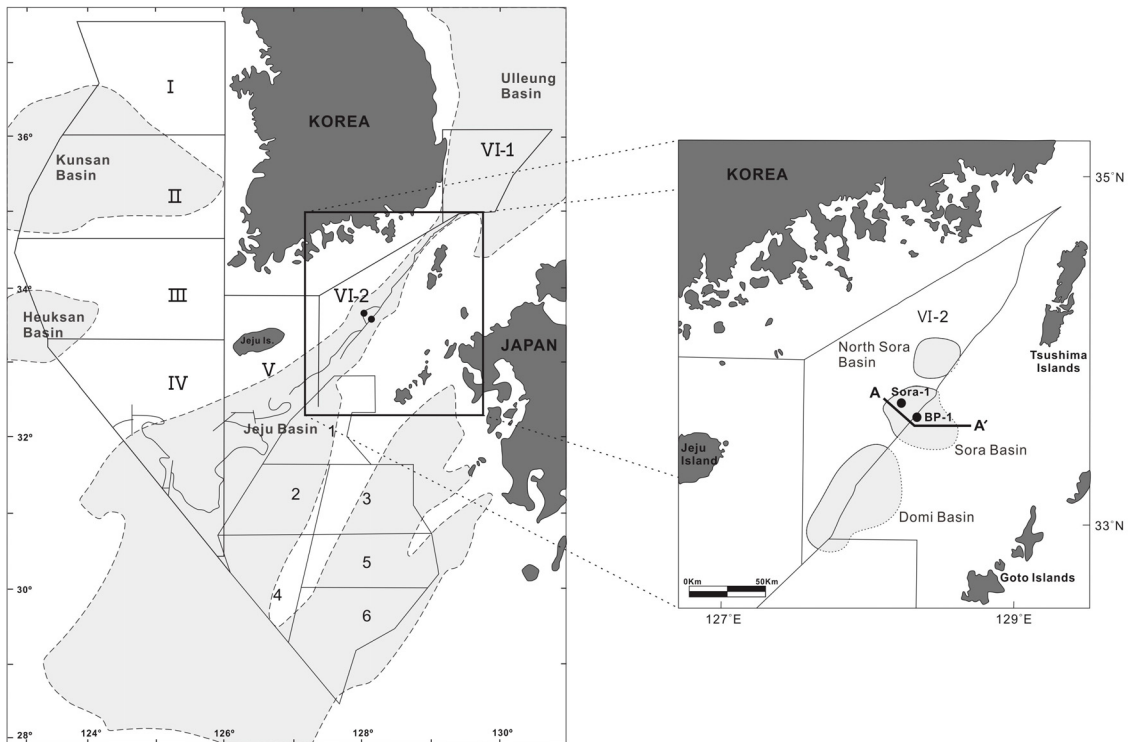 I
Ulleung
Basin
KOREA
36°
VI-1
Kunsan
Basin
II
34°
III
VI-2
Heuksan
Basin
Jeju Is.
JAPAN
V
IV
32°
Jeju Basin
1
2
3
5
30°
4
6
28°
124°
126°
128°
130°
KOREA
35°N
VI-2
North Sora
Basin
Tsushima
Islands
A
Sora-1
BP-1
A′
Jeju
Island
Sora Basin
Domi Basin
33°N
0Km
50Km
Goto Islands
127°E
129°E